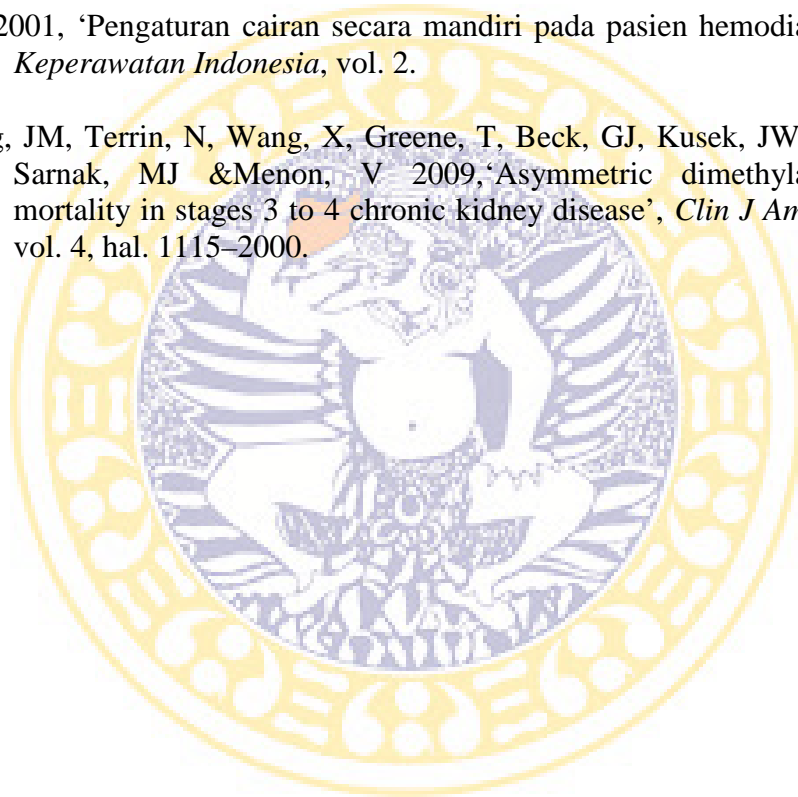 2001, ‘Pengaturan cairan secara mandiri pada pasien hemodia
Keperawatan Indonesia, vol. 2.
g, JM, Terrin, N, Wang, X, Greene, T, Beck, GJ, Kusek, JW
Sarnak, MJ &Menon, V 2009,‘Asymmetric dimethyla
mortality in stages 3 to 4 chronic kidney disease’, Clin J Am
vol. 4, hal. 1115–2000.